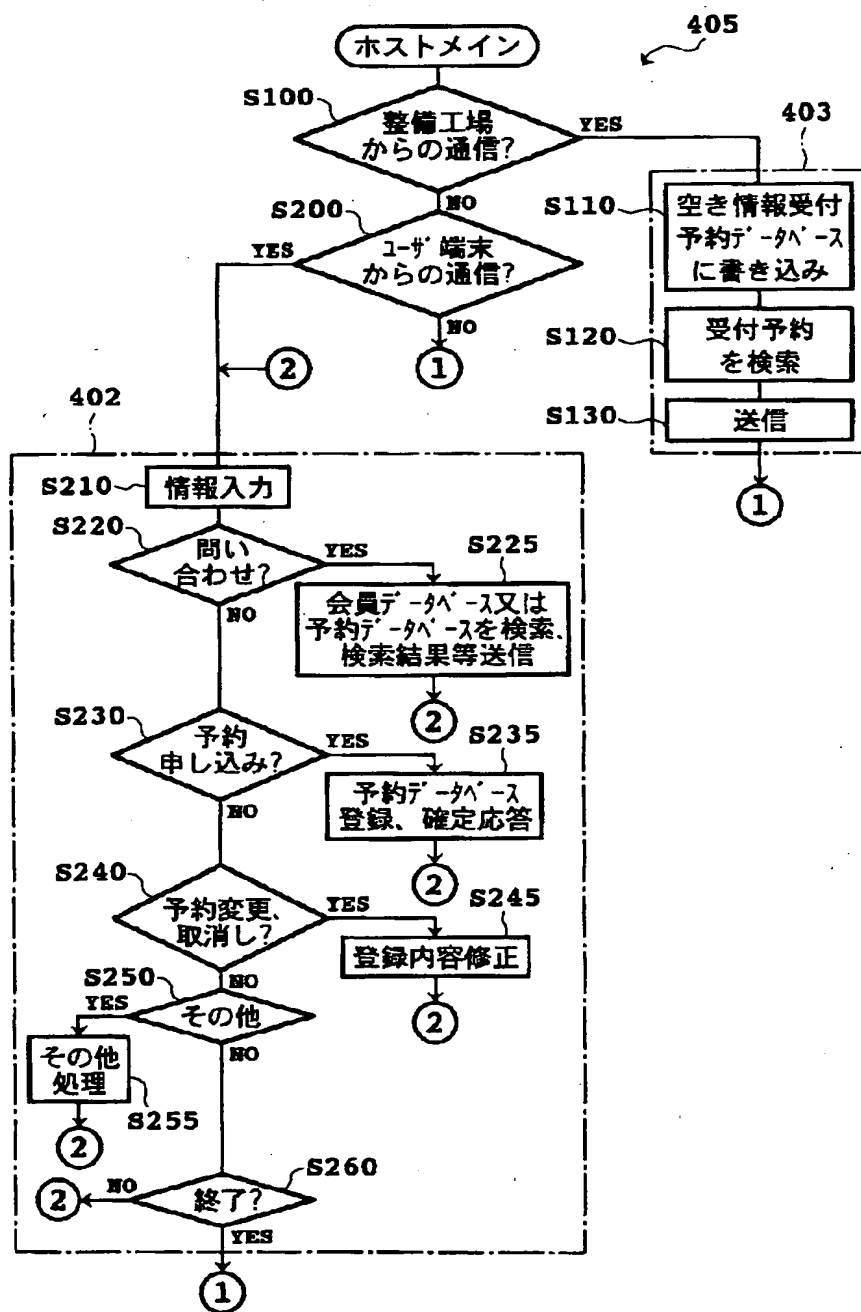 ホストメイン
405
S100
整備工場
からの通信?
YES
NO
403
S110
空き情報受付
予約データベース
に書き込み
S120
受付予約
を検索
S130
送信
1
S200
ユーザ端末
からの通信?
YES
NO
1
2
402
S210
情報入力
S220
問い
合わせ?
YES
NO
S225
会員データベース又は
予約データベースを検索、
検索結果等送信
2
S230
予約
申し込み?
YES
NO
S235
予約データベース
登録、確定応答
2
S240
予約変更、
取消し?
YES
NO
S245
登録内容修正
2
S250
その他
YES
NO
その他
処理
S255
2
S260
終了?
NO
2
YES
1